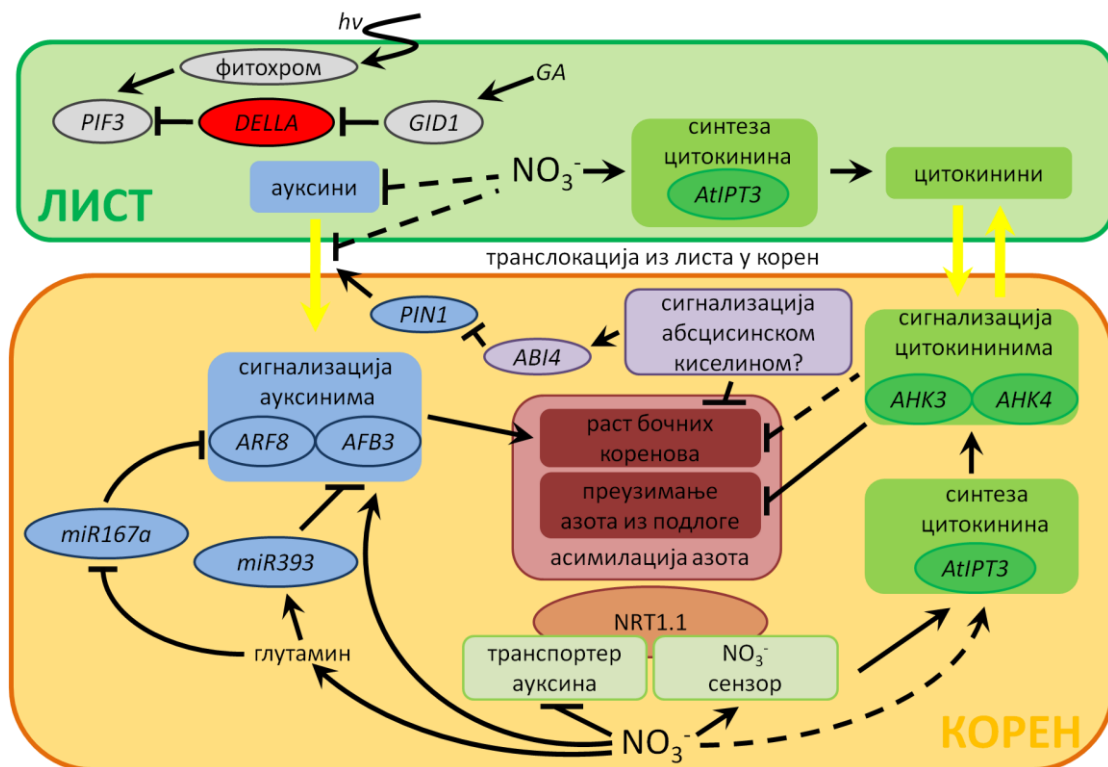 hν
фитохром
GA
PIF3
DELLA
GID1
синтеза
цитокинина
AtIPT3
NO₃⁻
ауксини
цитокинини
ЛИСТ
транслокација из листа у корен
PIN1
ABI4
сигнализација
абсцисинском
киселином?
сигнализација
цитокининима
AHK3
AHK4
сигнализација
ауксинима
ARF8
AFB3
раст бочних
коренова
преузимање
азота из подлоге
асимилација азота
синтеза
цитокинина
AtIPT3
miR167a
miR393
глутамин
NRT1.1
транспортер
ауксина
NO₃⁻
сензор
NO₃⁻
КОРЕН